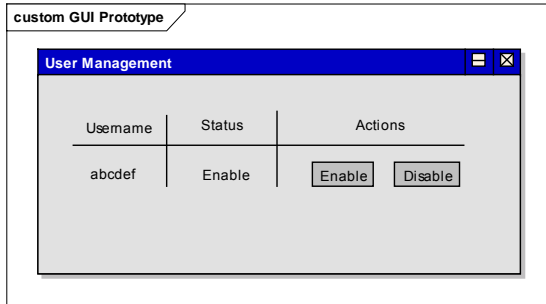 custom GUI Prototype
User Management
Username Status Actions
abcdef Enable Enable Disable